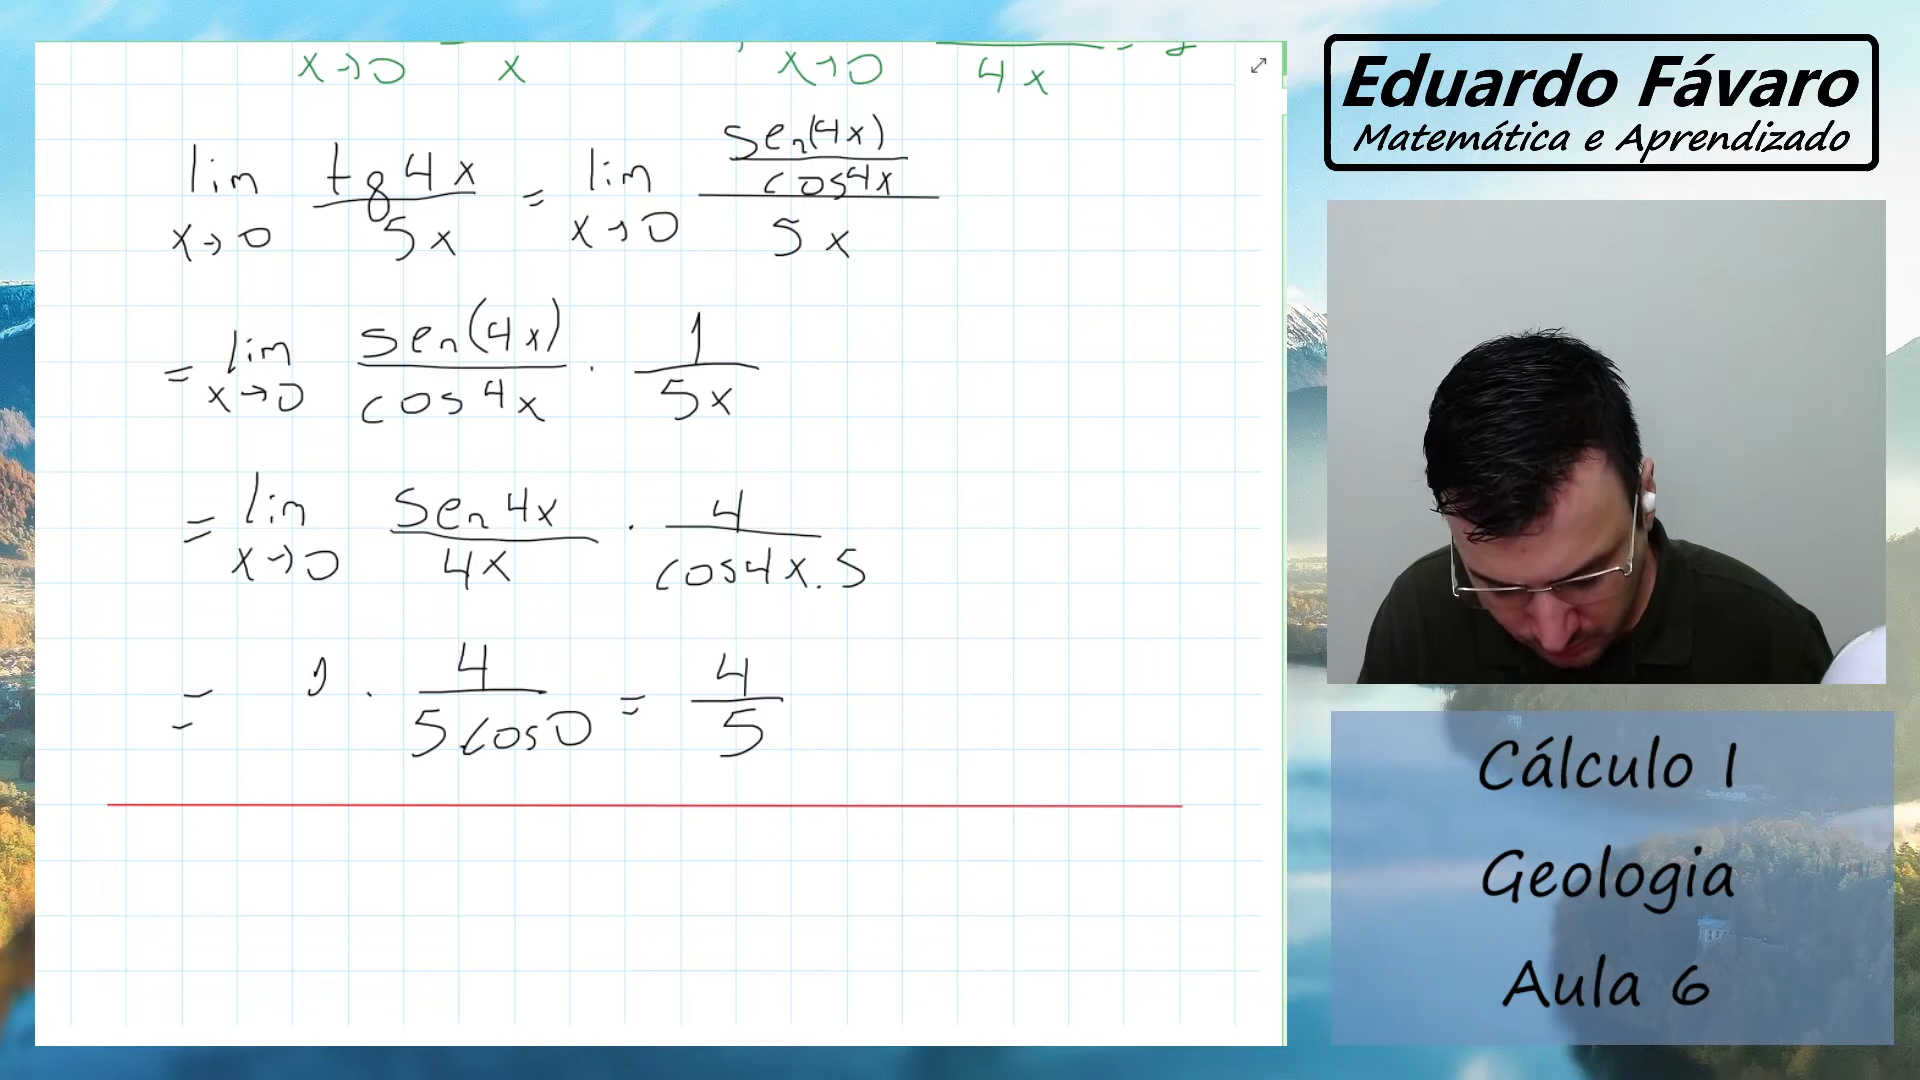 x→0 x x→0 4x
lim x→0 tg4x / 5x = lim x→0 (sen(4x) / cos4x) / 5x
= lim x→0 sen(4x) / cos4x · 1 / 5x
= lim x→0 sen4x / 4x · 4 / cos4x.5
= 1 · 4 / 5cos0 = 4 / 5
Eduardo Fávaro
Matemática e Aprendizado
Cálculo I
Geologia
Aula 6